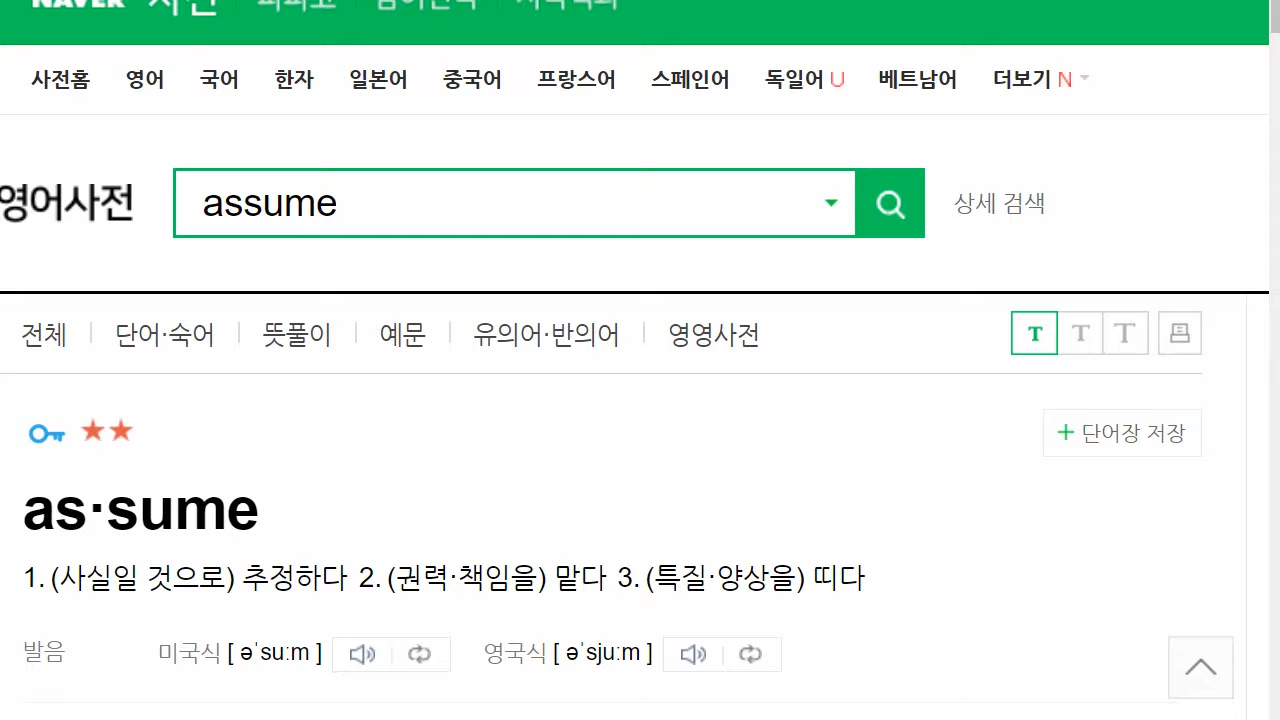 NAVER 사전
사전홈 영어 국어 한자 일본어 중국어 프랑스어 스페인어 독일어 U 베트남어 더보기 N
영어사전 assume 상세 검색
전체 단어·숙어 뜻풀이 예문 유의어·반의어 영영사전 T T T
+ 단어장 저장
as·sume
1. (사실일 것으로) 추정하다 2. (권력·책임을) 맡다 3. (특질·양상을) 띠다
발음 미국식 [ əˈsuːm ] 영국식 [ əˈsjuːm ]